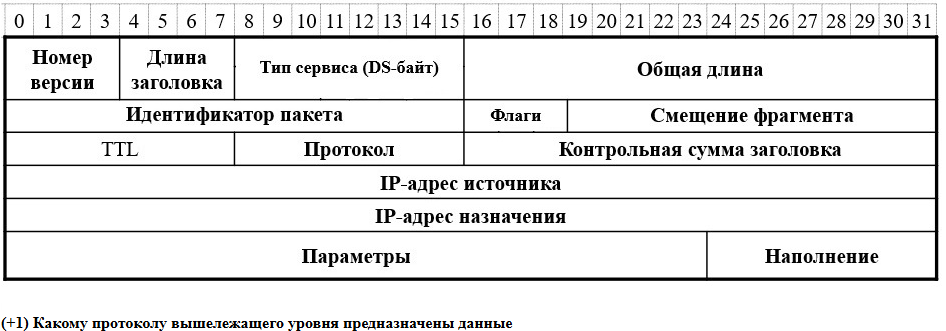 0 1 2 3 4 5 6 7 8 9 10 11 12 13 14 15 16 17 18 19 20 21 22 23 24 25 26 27 28 29 30 31
Номер версии Длина заголовка Тип сервиса (DS-байт) Общая длина
Идентификатор пакета Флаги Смещение фрагмента
TTL Протокол Контрольная сумма заголовка
IP-адрес источника
IP-адрес назначения
Параметры Наполнение
(+1) Какому протоколу вышележащего уровня предназначены данные